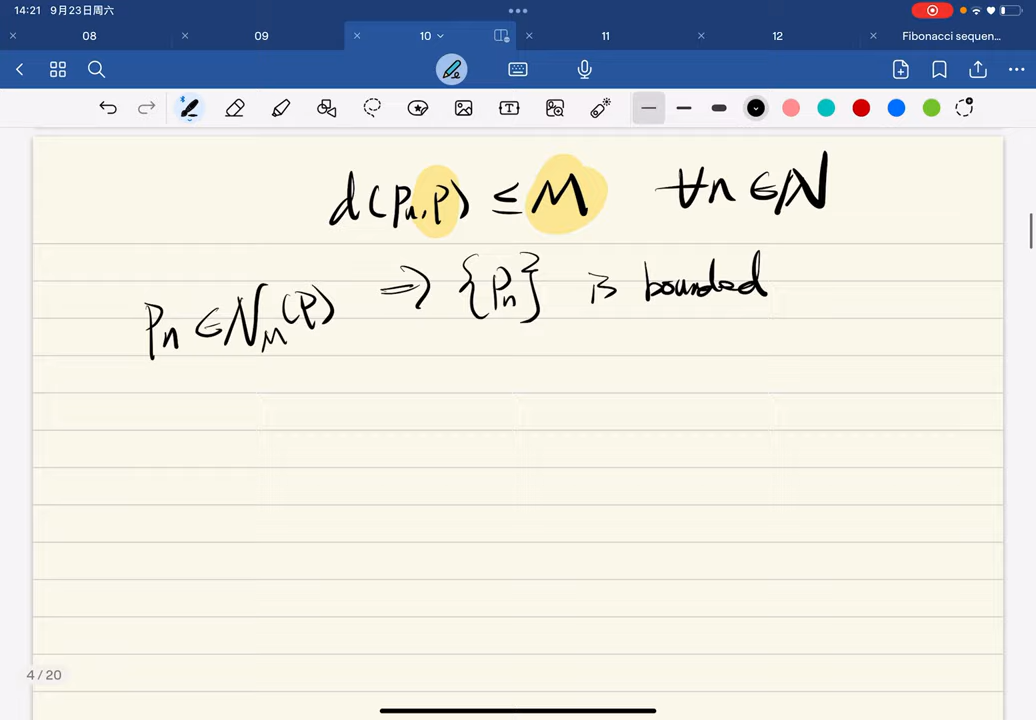 14:21 9月23日周六
08 09 10 11 12 Fibonacci sequen...
d(Pn, P) ≤ M ∀n ∈ N
⇒ {Pn} is bounded
Pn ∈ N_M(P)
4 / 20